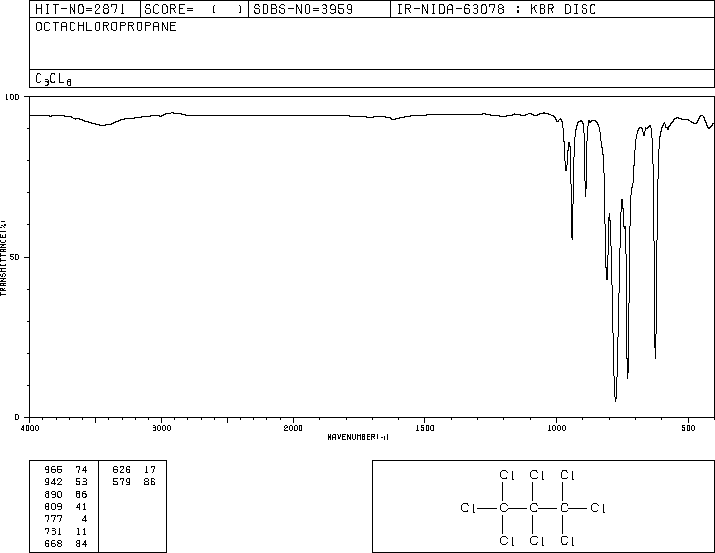 HIT-NO=2871 SCORE= ( ) SDBS-NO=3959 IR-NIDA-63078 : KBR DISC
OCTACHLOROPROPANE
C3CL8
100
50
0
TRANSMITTANCE(%)
4000 3000 2000 1500 1000 500
WAVENUMBER(-1)
965 74 626 17
942 53 579 86
890 66
809 41
777 4
731 11
668 84
Cl Cl Cl
Cl C C C Cl
Cl Cl Cl